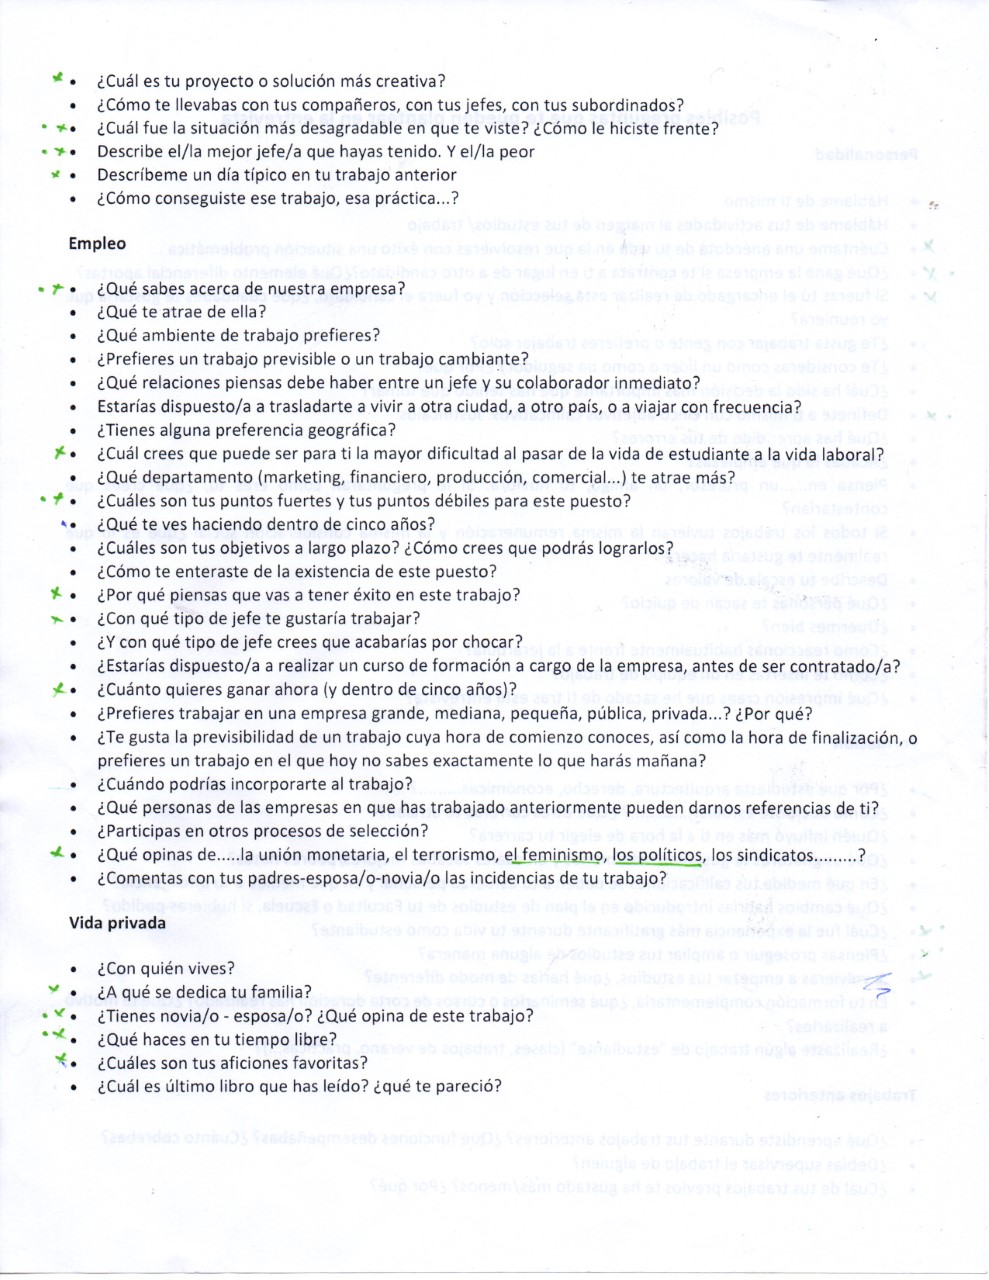 • ¿Cuál es tu proyecto o solución más creativa?
• ¿Cómo te llevabas con tus compañeros, con tus jefes, con tus subordinados?
• ¿Cuál fue la situación más desagradable en que te viste? ¿Cómo le hiciste frente?
• Describe el/la mejor jefe/a que hayas tenido. Y el/la peor
• Descríbeme un día típico en tu trabajo anterior
• ¿Cómo conseguiste ese trabajo, esa práctica...?
Empleo
• ¿Qué sabes acerca de nuestra empresa?
• ¿Qué te atrae de ella?
• ¿Qué ambiente de trabajo prefieres?
• ¿Prefieres un trabajo previsible o un trabajo cambiante?
• ¿Qué relaciones piensas debe haber entre un jefe y su colaborador inmediato?
• Estarías dispuesto/a a trasladarte a vivir a otra ciudad, a otro país, o a viajar con frecuencia?
• ¿Tienes alguna preferencia geográfica?
• ¿Cuál crees que puede ser para ti la mayor dificultad al pasar de la vida de estudiante a la vida laboral?
• ¿Qué departamento (marketing, financiero, producción, comercial...) te atrae más?
• ¿Cuáles son tus puntos fuertes y tus puntos débiles para este puesto?
• ¿Qué te ves haciendo dentro de cinco años?
• ¿Cuáles son tus objetivos a largo plazo? ¿Cómo crees que podrás lograrlos?
• ¿Cómo te enteraste de la existencia de este puesto?
• ¿Por qué piensas que vas a tener éxito en este trabajo?
• ¿Con qué tipo de jefe te gustaría trabajar?
• ¿Y con qué tipo de jefe crees que acabarías por chocar?
• ¿Estarías dispuesto/a a realizar un curso de formación a cargo de la empresa, antes de ser contratado/a?
• ¿Cuánto quieres ganar ahora (y dentro de cinco años)?
• ¿Prefieres trabajar en una empresa grande, mediana, pequeña, pública, privada...? ¿Por qué?
• ¿Te gusta la previsibilidad de un trabajo cuya hora de comienzo conoces, así como la hora de finalización, o
prefieres un trabajo en el que hoy no sabes exactamente lo que harás mañana?
• ¿Cuándo podrías incorporarte al trabajo?
• ¿Qué personas de las empresas en que has trabajado anteriormente pueden darnos referencias de ti?
• ¿Participas en otros procesos de selección?
• ¿Qué opinas de.....la unión monetaria, el terrorismo, el feminismo, los políticos, los sindicatos.........?
• ¿Comentas con tus padres-esposa/o-novia/o las incidencias de tu trabajo?
Vida privada
• ¿Con quién vives?
• ¿A qué se dedica tu familia?
• ¿Tienes novia/o - esposa/o? ¿Qué opina de este trabajo?
• ¿Qué haces en tu tiempo libre?
• ¿Cuáles son tus aficiones favoritas?
• ¿Cuál es último libro que has leído? ¿qué te pareció?